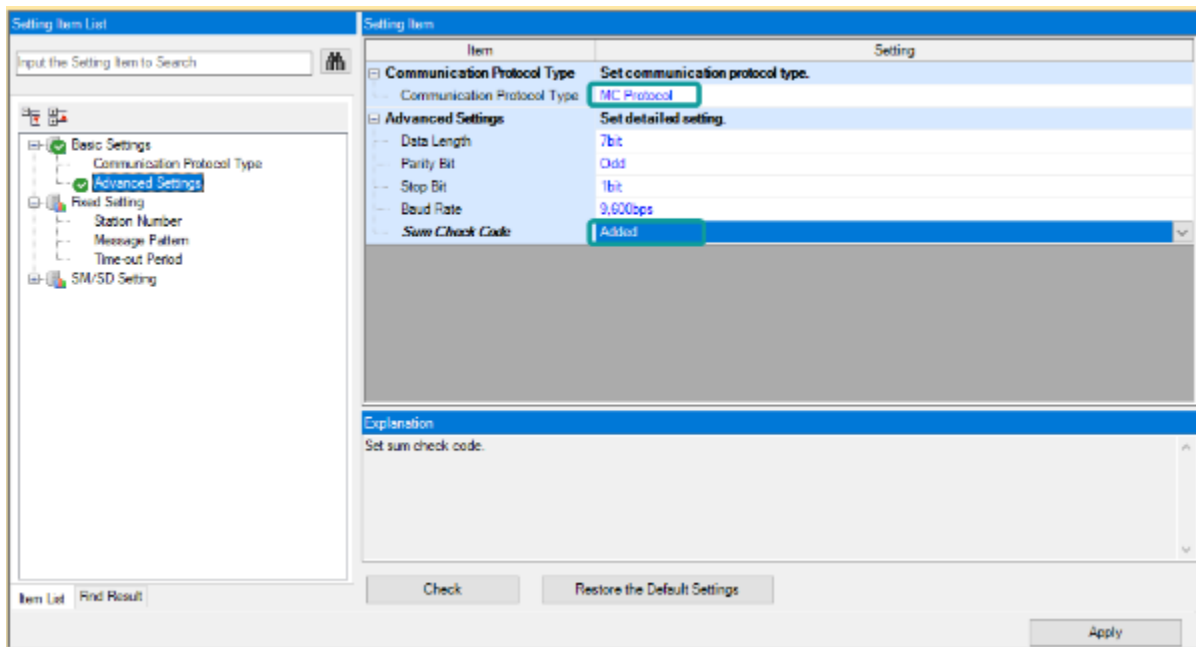 Setting Item List
Input the Setting Item to Search
Basic Settings
Communication Protocol Type
Advanced Settings
Fixed Setting
Station Number
Message Pattern
Time-out Period
SM/SD Setting
Item List
Find Result
Setting Item
Item Setting
Communication Protocol Type Set communication protocol type.
Communication Protocol Type MC Protocol
Advanced Settings Set detailed setting.
Data Length 7bit
Parity Bit Odd
Stop Bit 1bit
Baud Rate 9,600bps
Sum Check Code Added
Explanation
Set sum check code.
Check
Restore the Default Settings
Apply